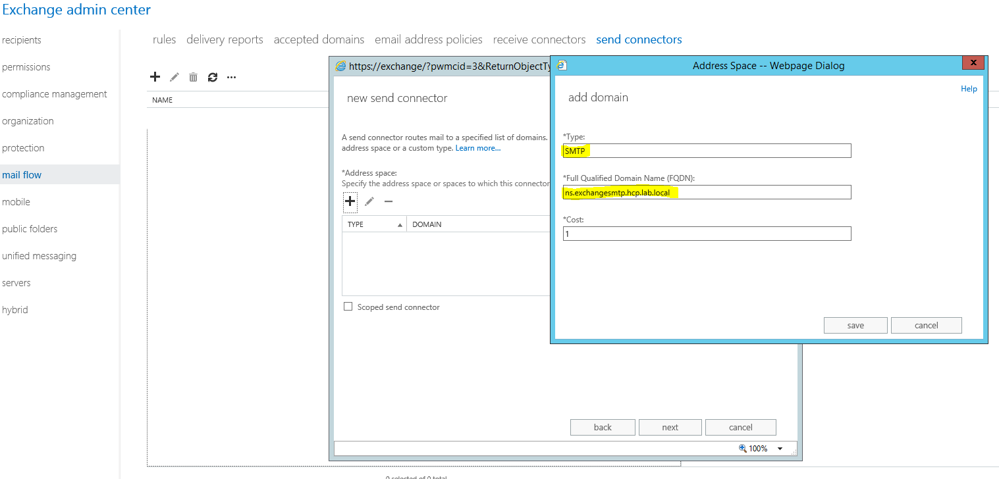 Exchange admin center
recipients
permissions
compliance management
organization
protection
mail flow
mobile
public folders
unified messaging
servers
hybrid
rules delivery reports accepted domains email address policies receive connectors send connectors
NAME
https://exchange/?pwmcid=3&ReturnObjectTy
new send connector
A send connector routes mail to a specified list of domains.
address space or a custom type. Learn more...
*Address space:
Specify the address space or spaces to which this connector
TYPE DOMAIN
Scoped send connector
back next cancel
100%
Address Space -- Webpage Dialog
x
Help
add domain
*Type:
SMTP
*Full Qualified Domain Name (FQDN):
ns.exchangesmtp.hcp.lab.local
*Cost:
1
save cancel
0 selected of 0 total